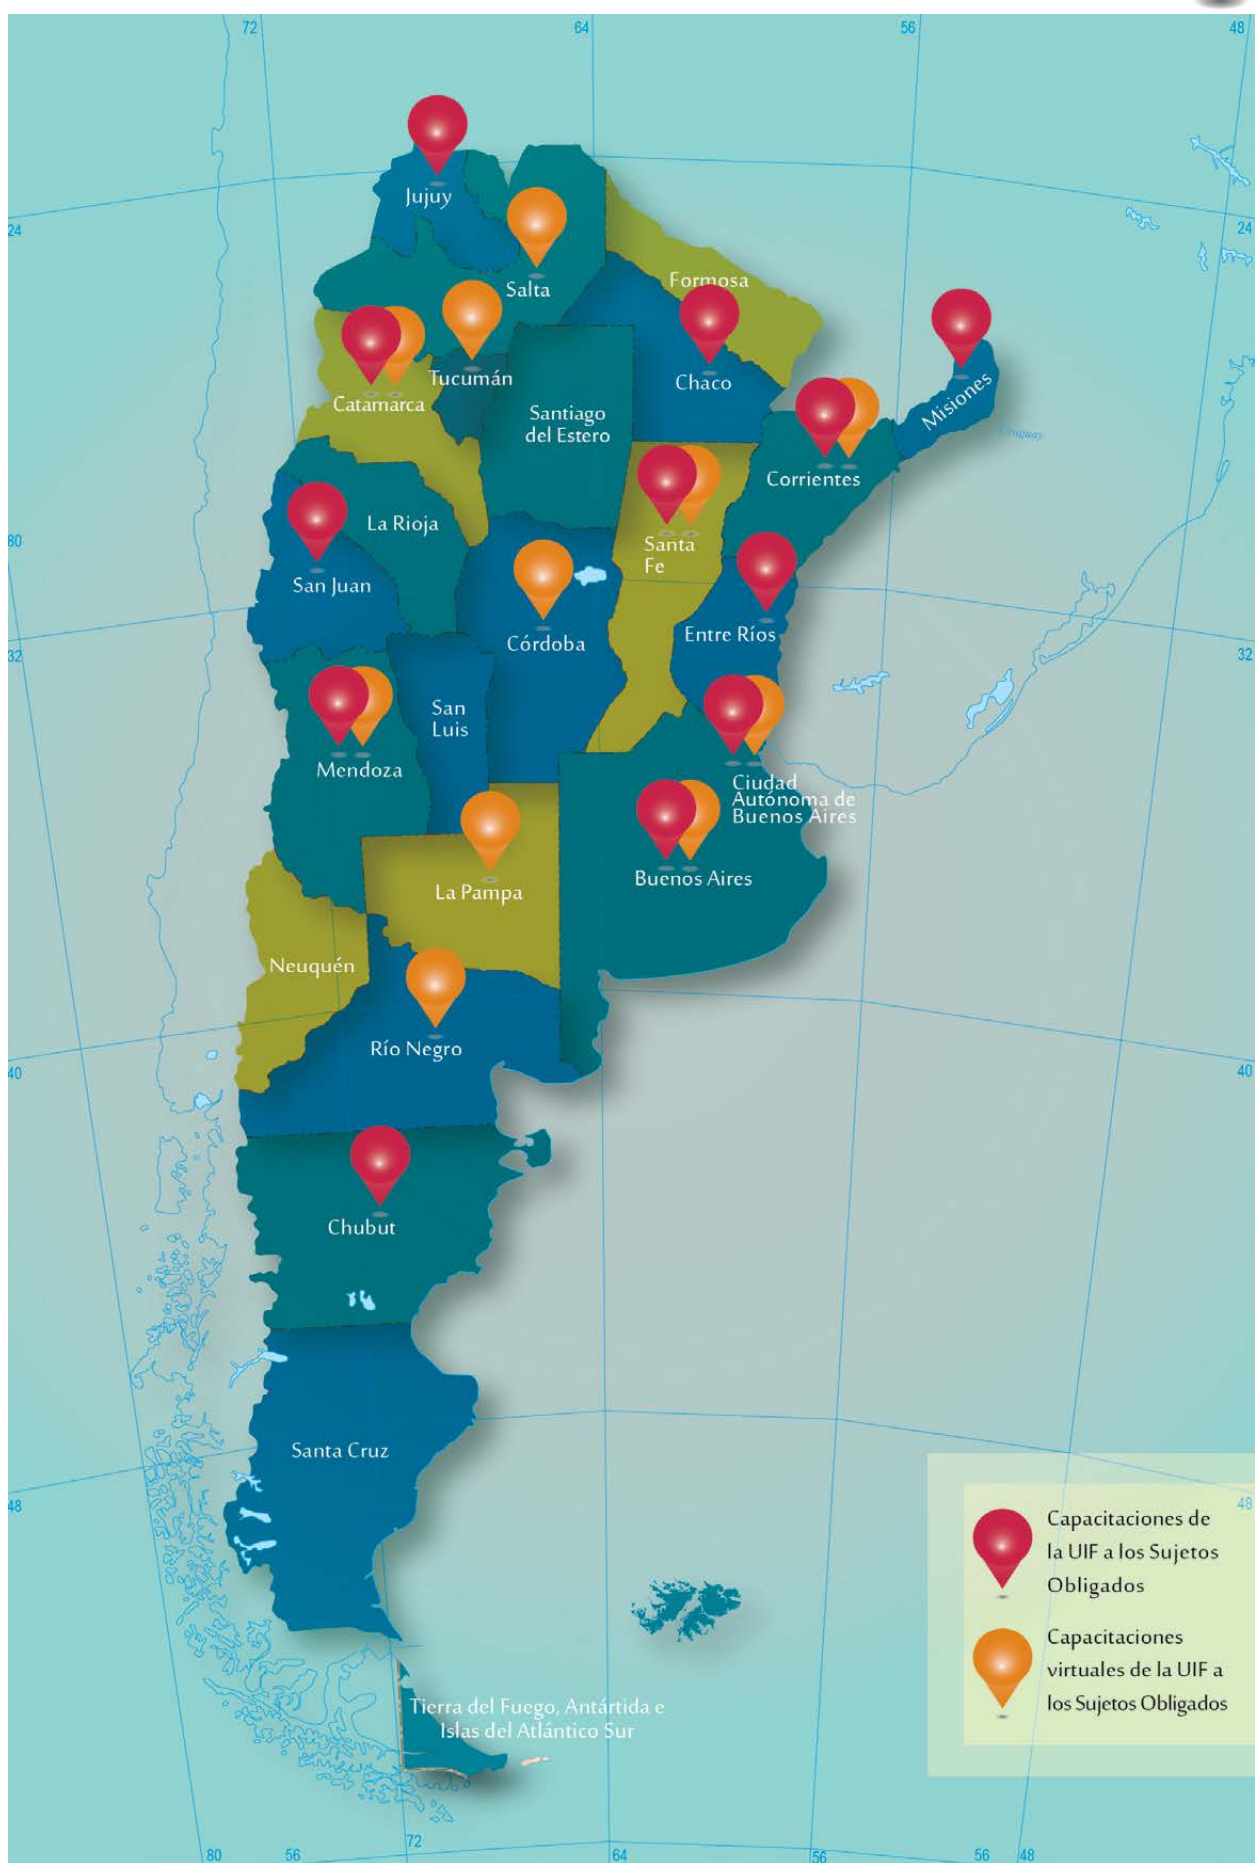 72
64
56
48
Jujuy
24
24
Salta
Formosa
Tucumán
Chaco
Misiones
Catamarca
Santiago
del Estero
Uruguay
Corrientes
La Rioja
80
Santa
Fe
San Juan
Córdoba
Entre Ríos
32
32
San
Luis
Mendoza
Ciudad
Autónoma de
Buenos Aires
Buenos Aires
La Pampa
Neuquén
Río Negro
40
40
Chubut
Santa Cruz
48
48
Capacitaciones de
la UIF a los Sujetos
Obligados
Capacitaciones
virtuales de la UIF a
los Sujetos Obligados
Tierra del Fuego, Antártida e
Islas del Atlántico Sur
80
56
72
64
56
56
48